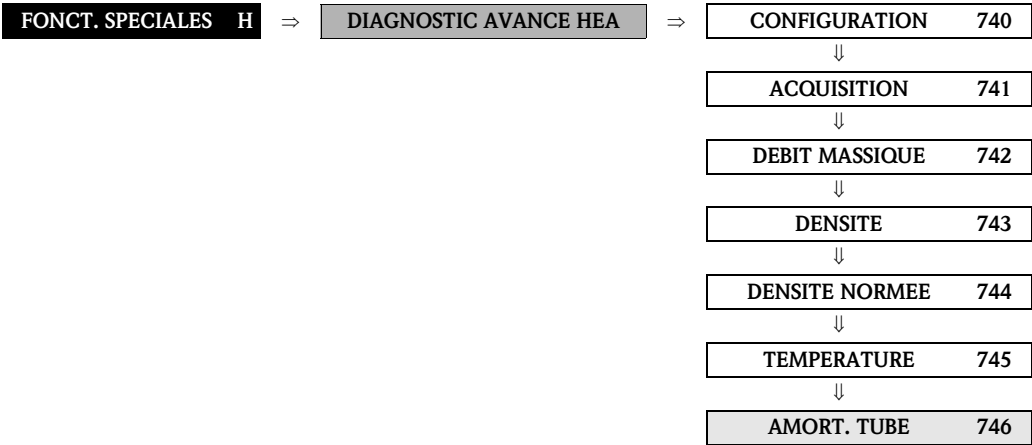 FONCT. SPECIALES H ⇒ DIAGNOSTIC AVANCE HEA ⇒ CONFIGURATION 740
⇓
ACQUISITION 741
⇓
DEBIT MASSIQUE 742
⇓
DENSITE 743
⇓
DENSITE NORMEE 744
⇓
TEMPERATURE 745
⇓
AMORT. TUBE 746